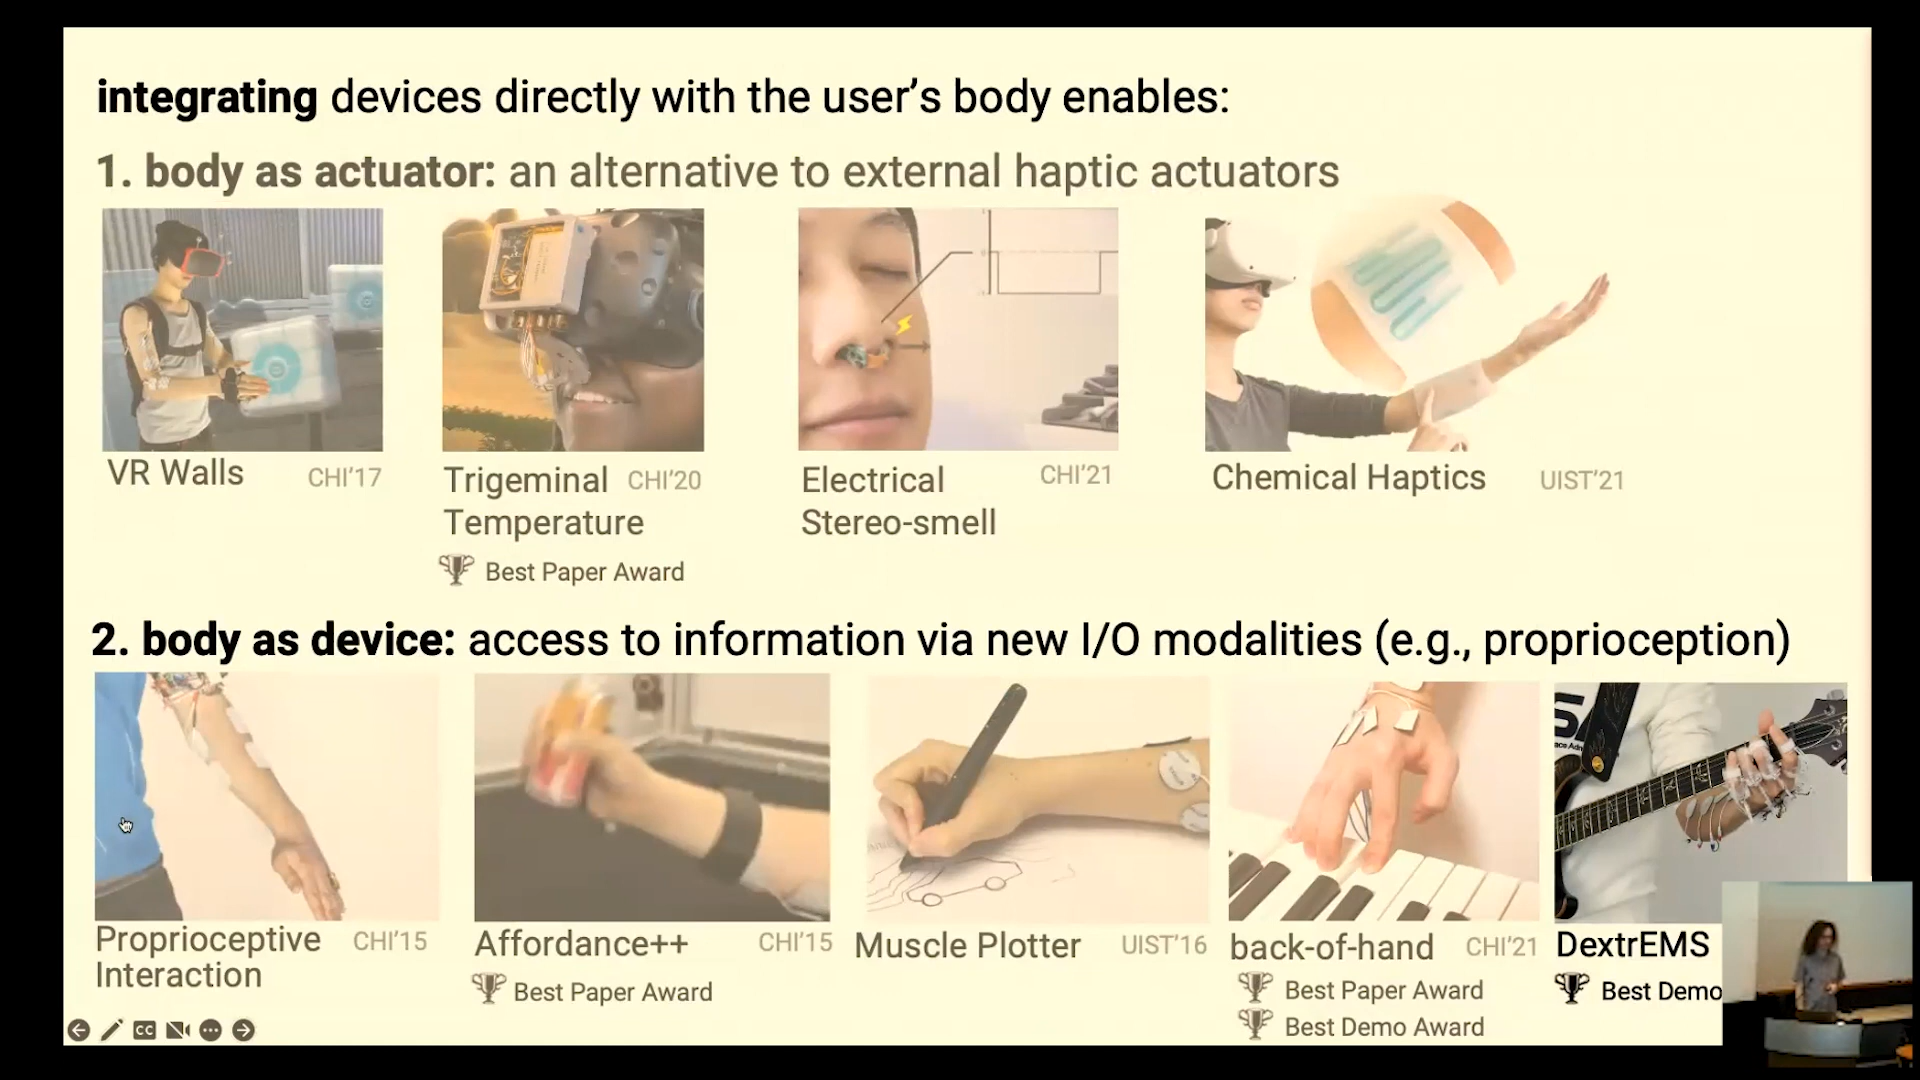 integrating devices directly with the user's body enables:
1. body as actuator: an alternative to external haptic actuators
VR Walls CHI'17
Trigeminal CHI'20
Temperature
Best Paper Award
Electrical CHI'21
Stereo-smell
Chemical Haptics UIST'21
2. body as device: access to information via new I/O modalities (e.g., proprioception)
Proprioceptive CHI'15
Interaction
Affordance++ CHI'15
Best Paper Award
Muscle Plotter UIST'16
back-of-hand CHI'21
Best Paper Award
Best Demo Award
DextrEMS
Best Demo
CC